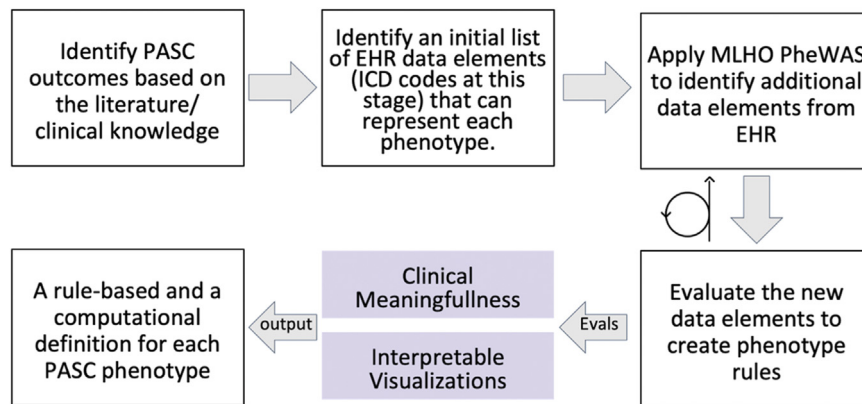 Identify PASC
outcomes based on
the literature/
clinical knowledge
Identify an initial list
of EHR data elements
(ICD codes at this
stage) that can
represent each
phenotype.
Apply MLHO PheWAS
to identify additional
data elements from
EHR
Evaluate the new
data elements to
create phenotype
rules
Evals
Clinical
Meaningfullness
Interpretable
Visualizations
output
A rule-based and a
computational
definition for each
PASC phenotype